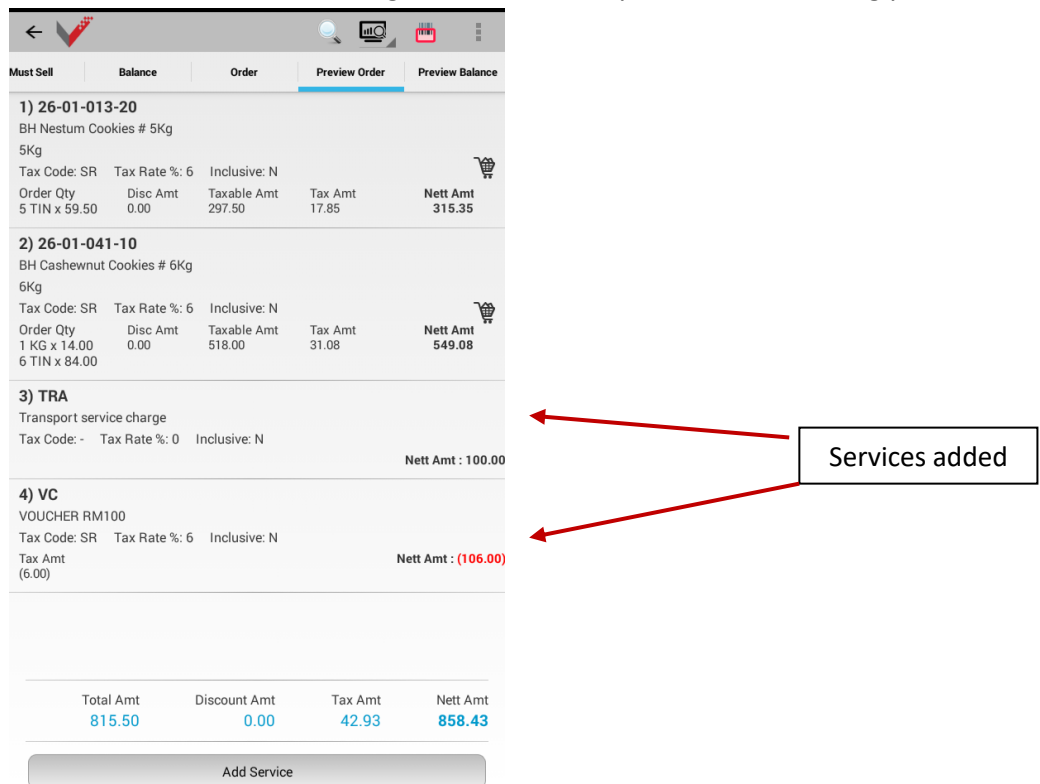 Must Sell Balance Order Preview Order Preview Balance
1) 26-01-013-20
BH Nestum Cookies # 5Kg
5Kg
Tax Code: SR Tax Rate %: 6 Inclusive: N
Order Qty Disc Amt Taxable Amt Tax Amt Nett Amt
5 TIN x 59.50 0.00 297.50 17.85 315.35
2) 26-01-041-10
BH Cashewnut Cookies # 6Kg
6Kg
Tax Code: SR Tax Rate %: 6 Inclusive: N
Order Qty Disc Amt Taxable Amt Tax Amt Nett Amt
1 KG x 14.00 0.00 518.00 31.08 549.08
6 TIN x 84.00
3) TRA
Transport service charge
Tax Code: - Tax Rate %: 0 Inclusive: N
Nett Amt : 100.00
Services added
4) VC
VOUCHER RM100
Tax Code: SR Tax Rate %: 6 Inclusive: N
Tax Amt Nett Amt : (106.00)
(6.00)
Total Amt Discount Amt Tax Amt Nett Amt
815.50 0.00 42.93 858.43
Add Service